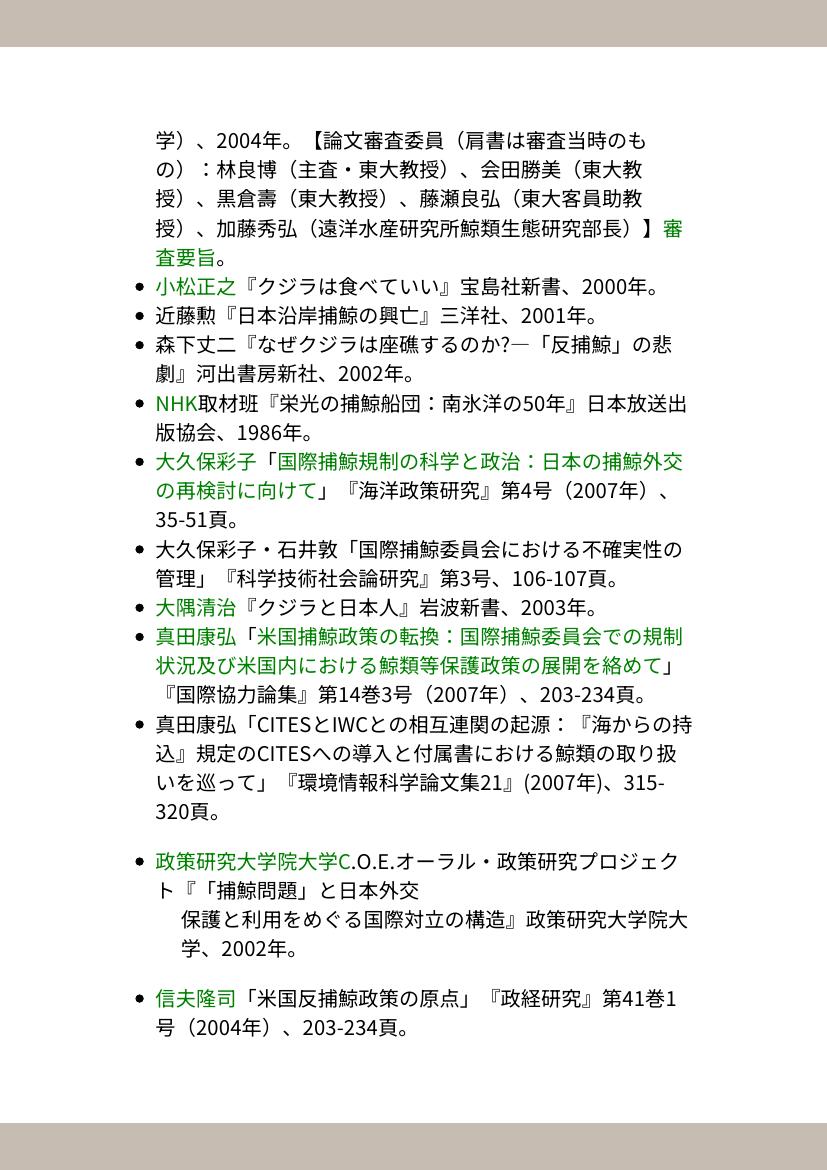 学）、2004年。【論文審査委員（肩書は審査当時のも
の）：林良博（主査・東大教授）、会田勝美（東大教
授）、黒倉壽（東大教授）、藤瀬良弘（東大客員助教
授）、加藤秀弘（遠洋水産研究所鯨類生態研究部長）】審
査要旨。
• 小松正之『クジラは食べていい』宝島社新書、2000年。
• 近藤勲『日本沿岸捕鯨の興亡』三洋社、2001年。
• 森下丈二『なぜクジラは座礁するのか?―「反捕鯨」の悲
劇』河出書房新社、2002年。
• NHK取材班『栄光の捕鯨船団：南氷洋の50年』日本放送出
版協会、1986年。
• 大久保彩子「国際捕鯨規制の科学と政治：日本の捕鯨外交
の再検討に向けて」『海洋政策研究』第4号（2007年）、
35-51頁。
• 大久保彩子・石井敦「国際捕鯨委員会における不確実性の
管理」『科学技術社会論研究』第3号、106-107頁。
• 大隅清治『クジラと日本人』岩波新書、2003年。
• 真田康弘「米国捕鯨政策の転換：国際捕鯨委員会での規制
状況及び米国内における鯨類等保護政策の展開を絡めて」
『国際協力論集』第14巻3号（2007年）、203-234頁。
• 真田康弘「CITESとIWCとの相互連関の起源：『海からの持
込』規定のCITESへの導入と付属書における鯨類の取り扱
いを巡って」『環境情報科学論文集21』(2007年)、315-
320頁。
• 政策研究大学院大学C.O.E.オーラル・政策研究プロジェク
ト『「捕鯨問題」と日本外交
保護と利用をめぐる国際対立の構造』政策研究大学院大
学、2002年。
• 信夫隆司「米国反捕鯨政策の原点」『政経研究』第41巻1
号（2004年）、203-234頁。